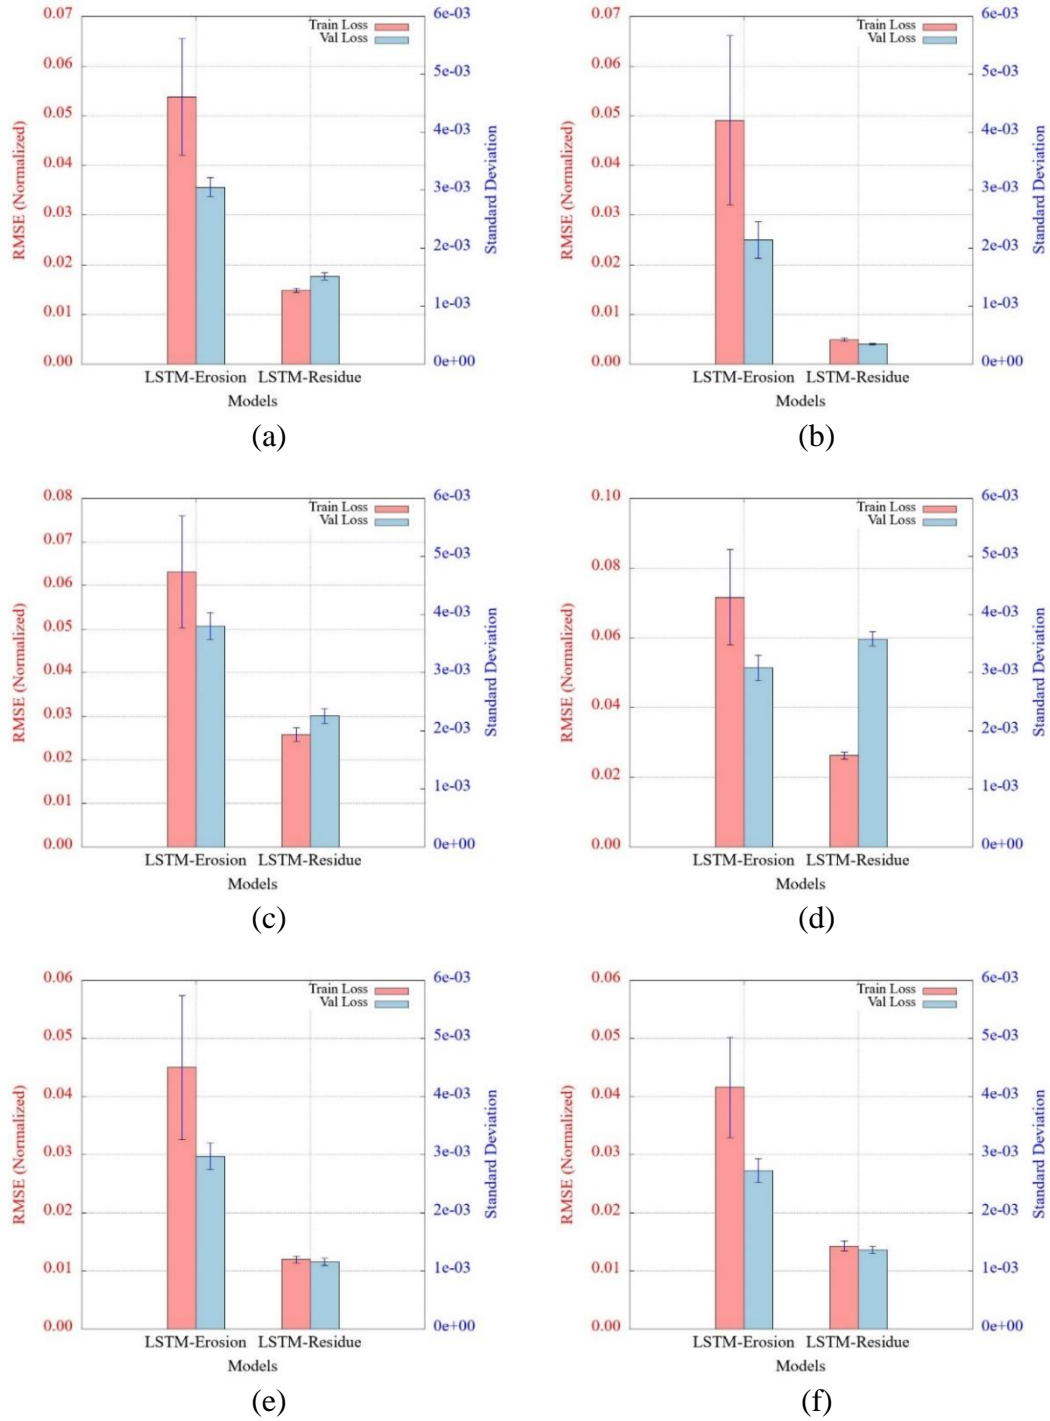 0.07
0.06
0.05
0.04
0.03
0.02
0.01
0.00
RMSE (Normalized)
Train Loss
Val Loss
6e-03
5e-03
4e-03
3e-03
2e-03
1e-03
0e+00
Standard Deviation
LSTM-Erosion LSTM-Residue
Models
(a)
0.07
0.06
0.05
0.04
0.03
0.02
0.01
0.00
RMSE (Normalized)
Train Loss
Val Loss
6e-03
5e-03
4e-03
3e-03
2e-03
1e-03
0e+00
Standard Deviation
LSTM-Erosion LSTM-Residue
Models
(b)
0.08
0.07
0.06
0.05
0.04
0.03
0.02
0.01
0.00
RMSE (Normalized)
Train Loss
Val Loss
6e-03
5e-03
4e-03
3e-03
2e-03
1e-03
0e+00
Standard Deviation
LSTM-Erosion LSTM-Residue
Models
(c)
0.10
0.08
0.06
0.04
0.02
0.00
RMSE (Normalized)
Train Loss
Val Loss
6e-03
5e-03
4e-03
3e-03
2e-03
1e-03
0e+00
Standard Deviation
LSTM-Erosion LSTM-Residue
Models
(d)
0.06
0.05
0.04
0.03
0.02
0.01
0.00
RMSE (Normalized)
Train Loss
Val Loss
6e-03
5e-03
4e-03
3e-03
2e-03
1e-03
0e+00
Standard Deviation
LSTM-Erosion LSTM-Residue
Models
(e)
0.06
0.05
0.04
0.03
0.02
0.01
0.00
RMSE (Normalized)
Train Loss
Val Loss
6e-03
5e-03
4e-03
3e-03
2e-03
1e-03
0e+00
Standard Deviation
LSTM-Erosion LSTM-Residue
Models
(f)